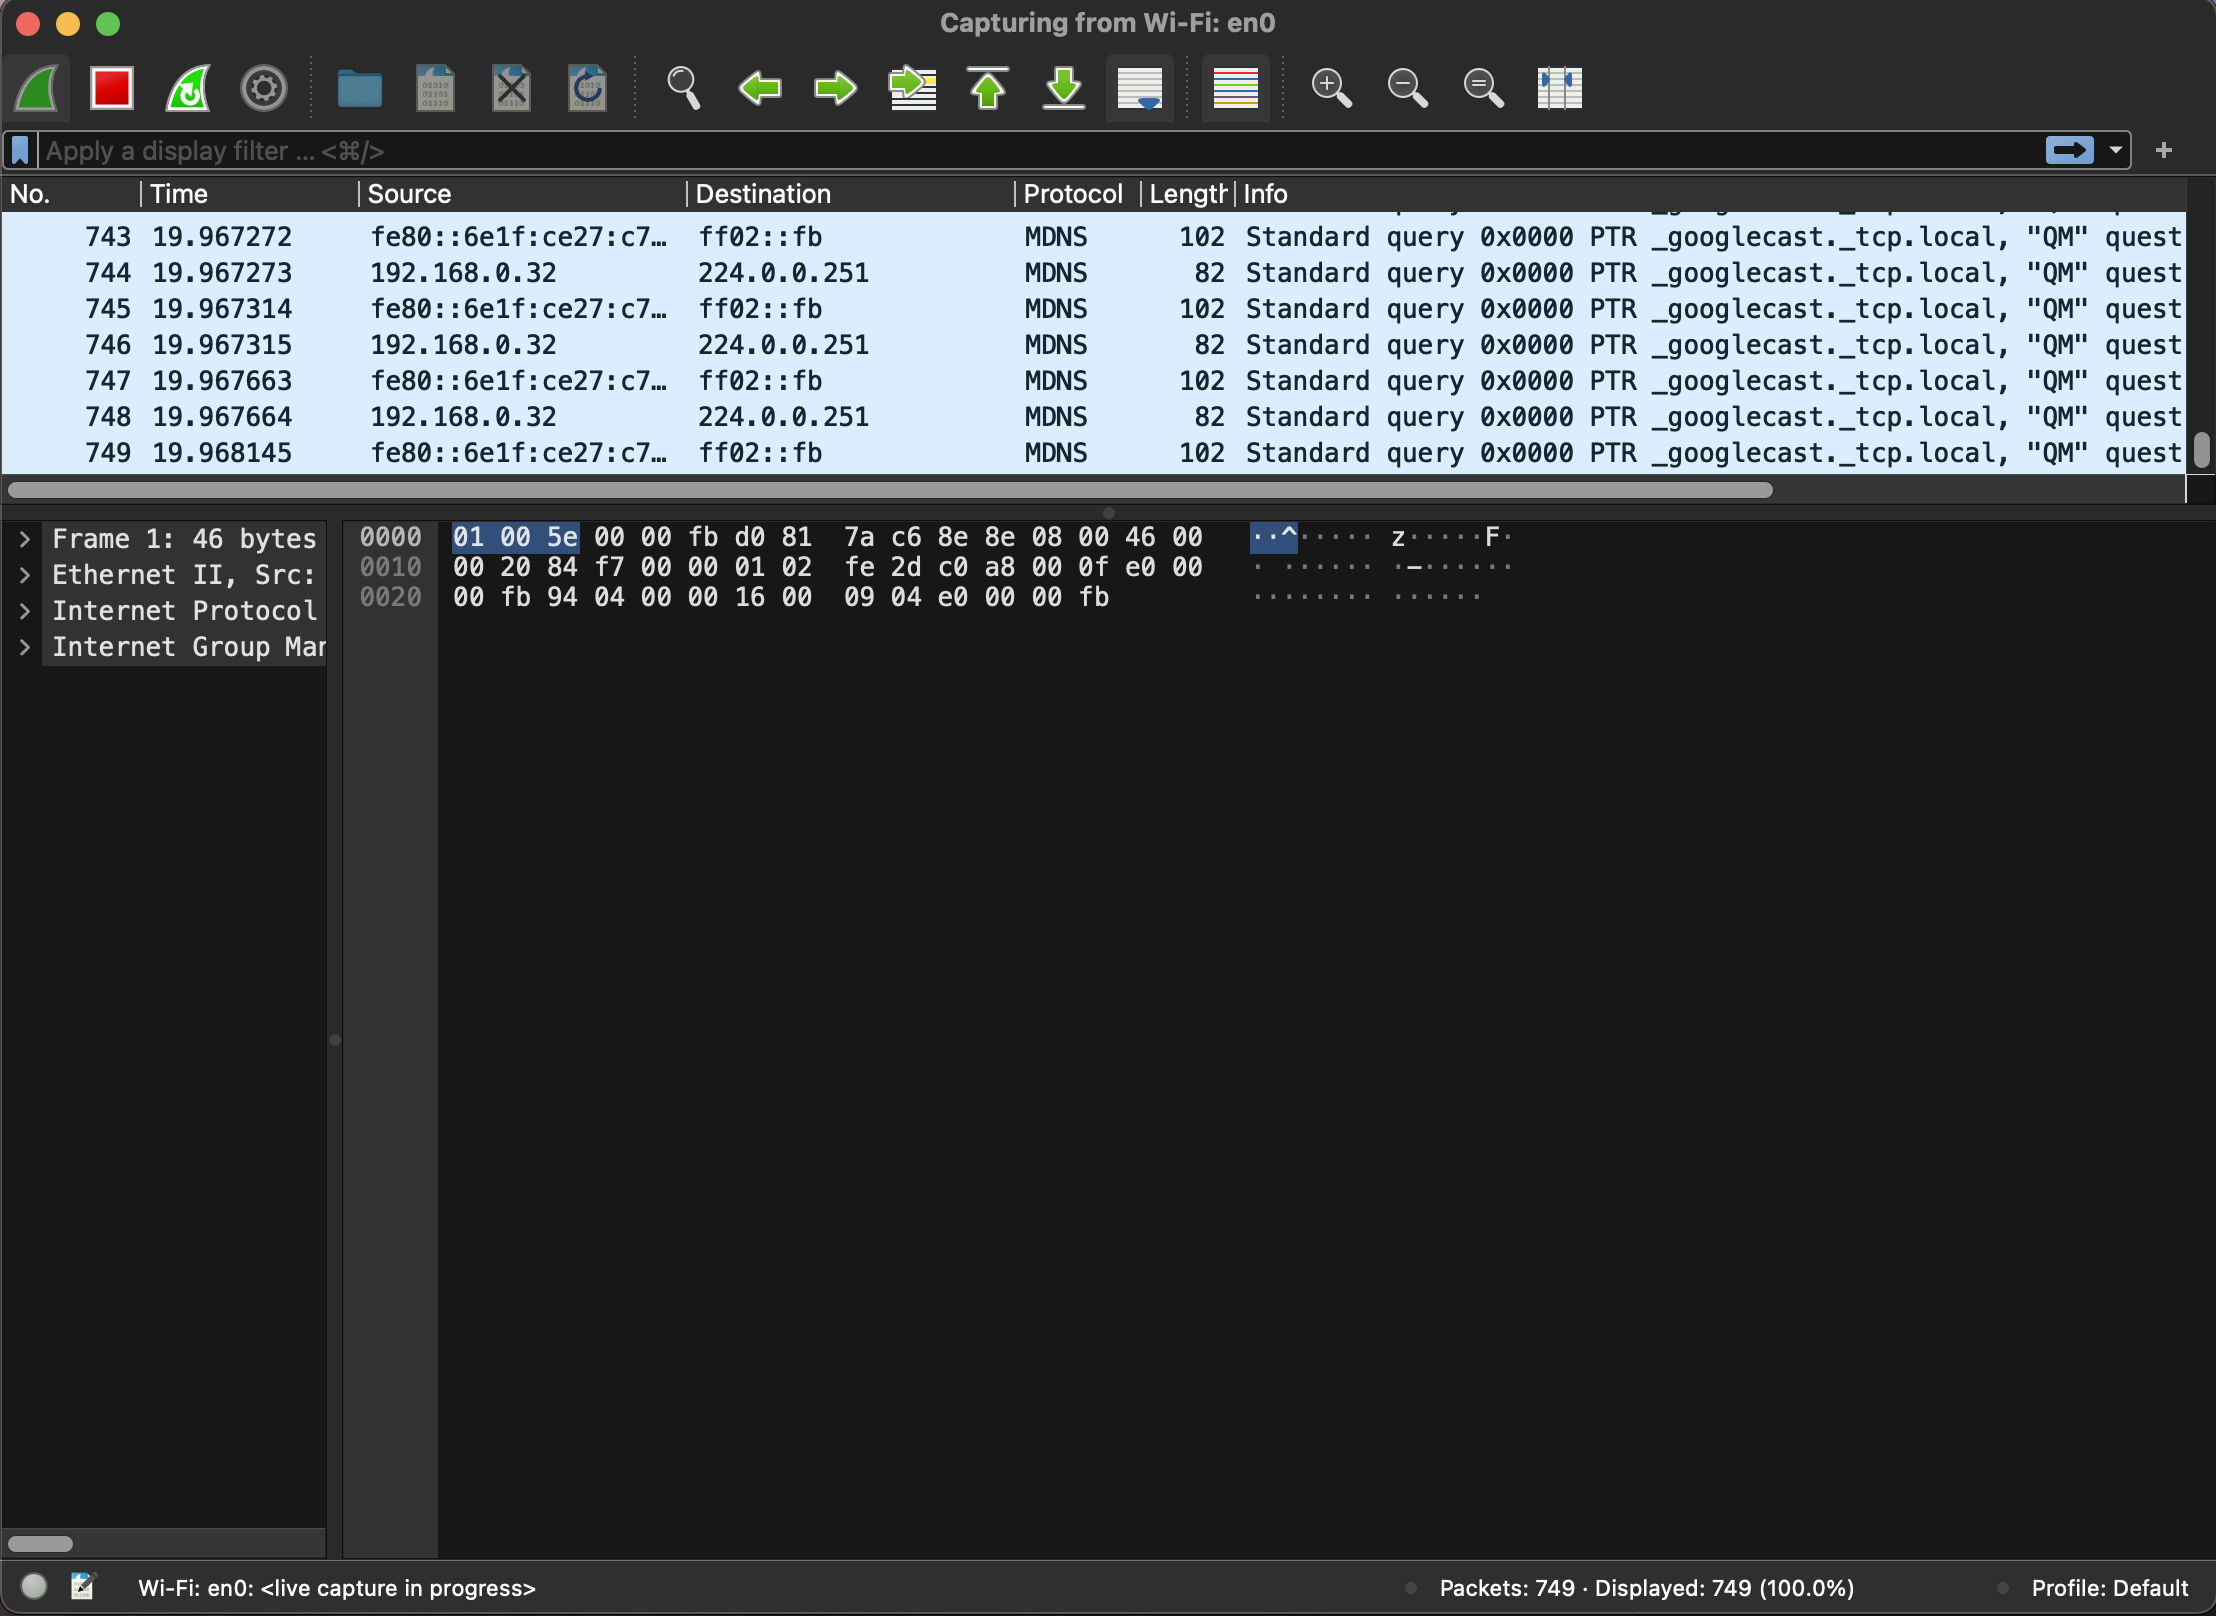 Capturing from Wi-Fi: en0
Apply a display filter ... <⌘/>
No. Time Source Destination Protocol Length Info
743 19.967272 fe80::6e1f:ce27:c7… ff02::fb MDNS 102 Standard query 0x0000 PTR _googlecast._tcp.local, "QM" quest
744 19.967273 192.168.0.32 224.0.0.251 MDNS 82 Standard query 0x0000 PTR _googlecast._tcp.local, "QM" quest
745 19.967314 fe80::6e1f:ce27:c7… ff02::fb MDNS 102 Standard query 0x0000 PTR _googlecast._tcp.local, "QM" quest
746 19.967315 192.168.0.32 224.0.0.251 MDNS 82 Standard query 0x0000 PTR _googlecast._tcp.local, "QM" quest
747 19.967663 fe80::6e1f:ce27:c7… ff02::fb MDNS 102 Standard query 0x0000 PTR _googlecast._tcp.local, "QM" quest
748 19.967664 192.168.0.32 224.0.0.251 MDNS 82 Standard query 0x0000 PTR _googlecast._tcp.local, "QM" quest
749 19.968145 fe80::6e1f:ce27:c7… ff02::fb MDNS 102 Standard query 0x0000 PTR _googlecast._tcp.local, "QM" quest
Frame 1: 46 bytes
Ethernet II, Src:
Internet Protocol
Internet Group Mar
0000 01 00 5e 00 00 fb d0 81 7a c6 8e 8e 08 00 46 00 ··^····· z·····F·
0010 00 20 84 f7 00 00 01 02 fe 2d c0 a8 00 0f e0 00 · ······ ·-······
0020 00 fb 94 04 00 00 16 00 09 04 e0 00 00 fb ········ ······
Wi-Fi: en0: <live capture in progress>
Packets: 749 · Displayed: 749 (100.0%)
Profile: Default